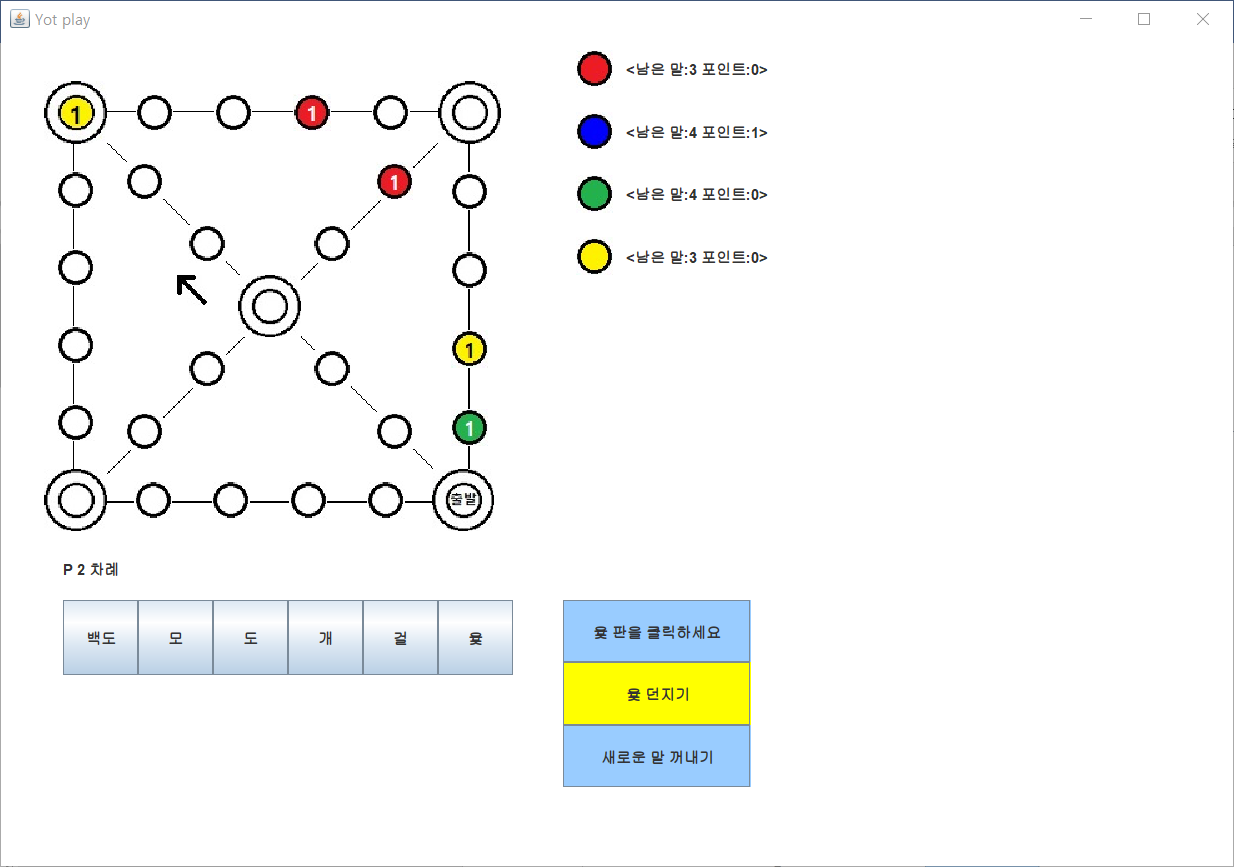 Yot play
<남은 말:3 포인트:0>
<남은 말:4 포인트:1>
<남은 말:4 포인트:0>
<남은 말:3 포인트:0>
1
1
1
1
1
출발
P 2 차례
백도 모 도 개 걸 윷
윷 판을 클릭하세요
윷 던지기
새로운 말 꺼내기